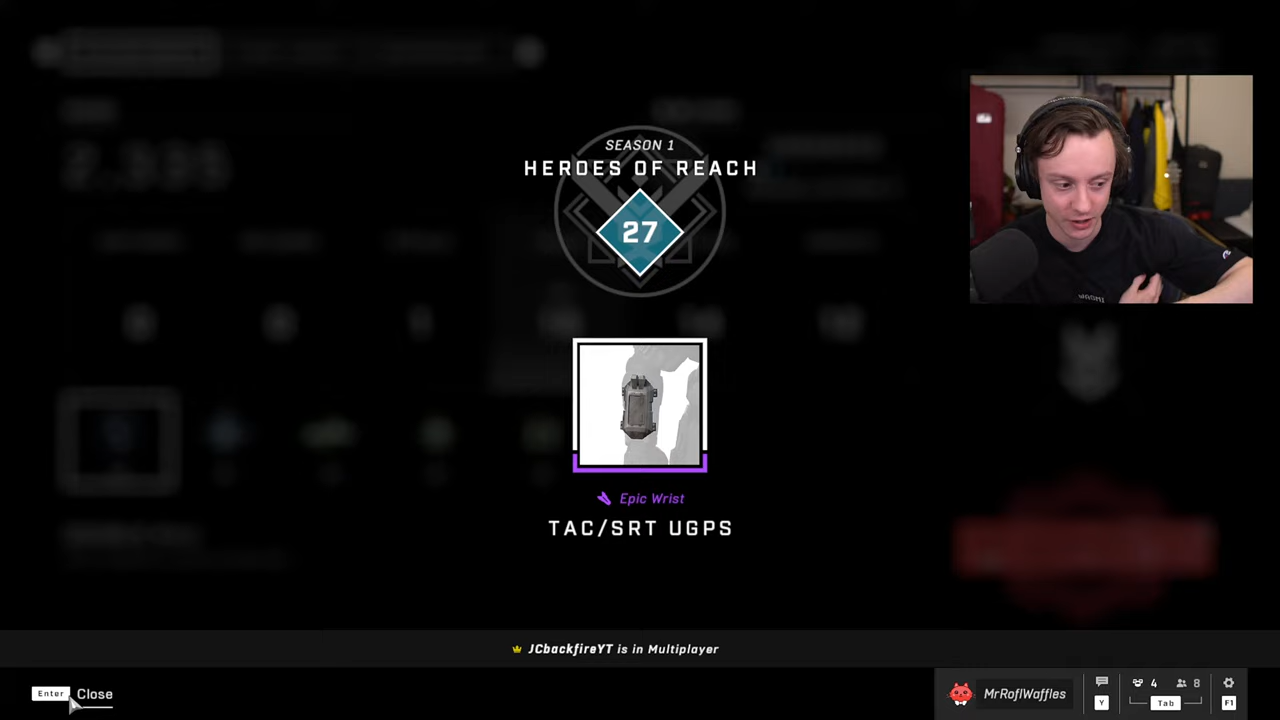 SEASON 1
HEROES OF REACH
27
Epic Wrist
TAC/SRT UGPS
JCbackfireYT is in Multiplayer
Enter Close
MrRoflWaffles
4 8
Y Tab F1